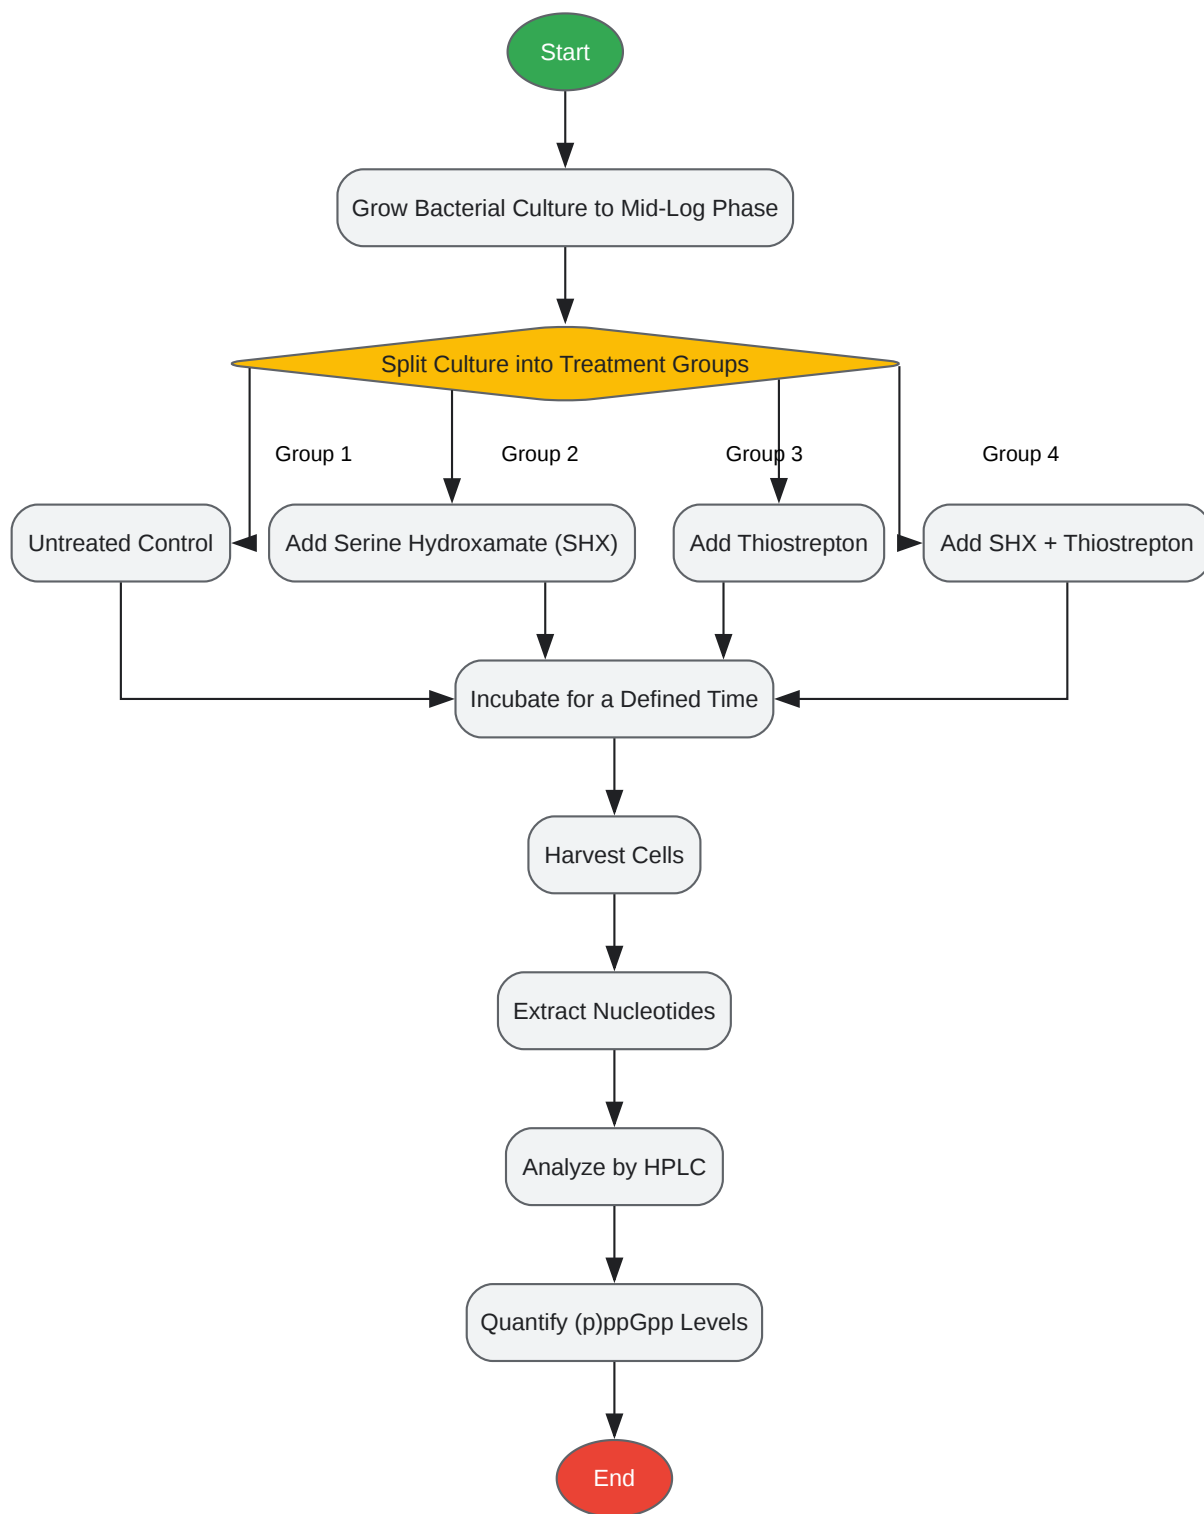 Start
Grow Bacterial Culture to Mid-Log Phase
Split Culture into Treatment Groups
Group 1
Group 2
Group 3
Group 4
Untreated Control
Add Serine Hydroxamate (SHX)
Add Thiostrepton
Add SHX + Thiostrepton
Incubate for a Defined Time
Harvest Cells
Extract Nucleotides
Analyze by HPLC
Quantify (p)ppGpp Levels
End